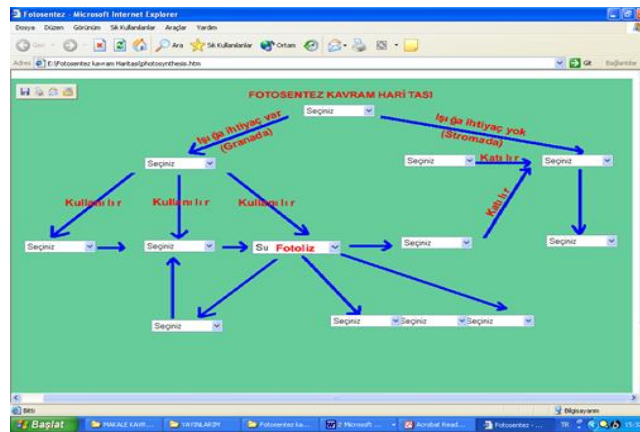 Fotosentez - Microsoft Internet Explorer
Dosya Düzen Görünüm Sık Kullanılanlar Araçlar Yardım
Geri Ara Sık Kullanılanlar Ortam
Adres E:\Fotosentez kavram Haritası\photosynthesis.htm Git Bağlantılar
FOTOSENTEZ KAVRAM HARİTASI
Seçiniz
Işığa ihtiyaç var
(Granada)
Işığa ihtiyaç yok
(Stromada)
Seçiniz
Seçiniz
Katılır
Seçiniz
Kullanılır
Kullanılır
Kullanılır
Katılır
Seçiniz
Seçiniz
Su Fotoliz
Seçiniz
Seçiniz
Seçiniz
Seçiniz
Seçiniz
Seçiniz
Bitti
Bilgisayarım
Başlat
MAKALE KAVR...
YAYINLARIM
Fotosentez ka...
2 Microsoft ...
Acrobat Read...
Fotosentez - ...
TR